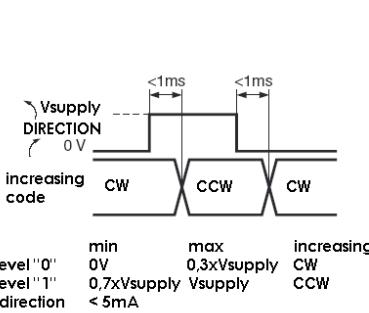 <1ms <1ms
Vsupply
DIRECTION
0 V
increasing
code
CW CCW CW
min max increasing
evel "0" 0V 0,3xVsupply CW
evel "1" 0,7xVsupply Vsupply CCW
direction < 5mA